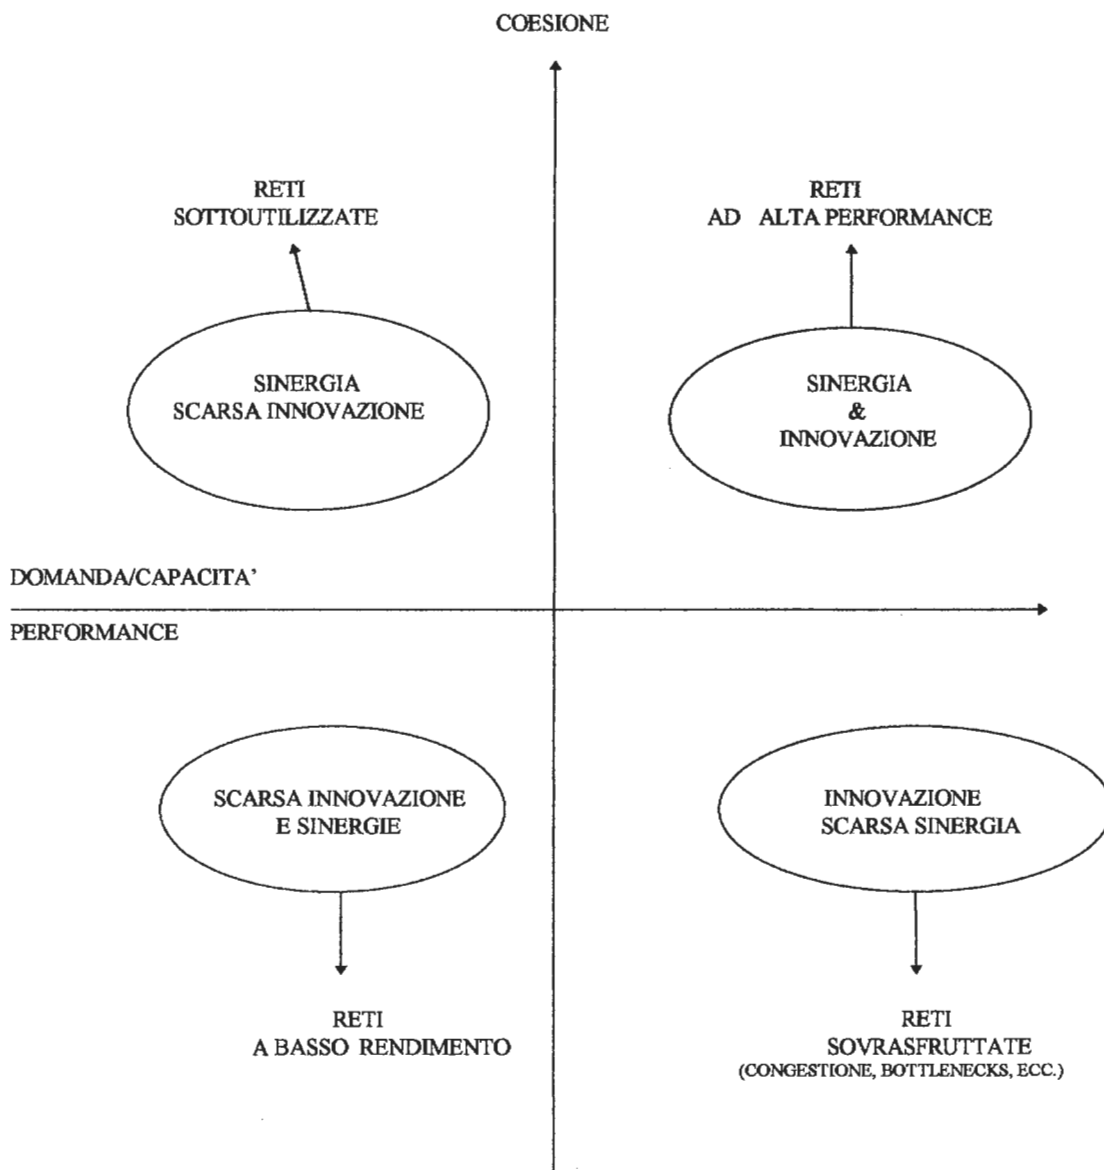 COESIONE
RETI
SOTTOUTILIZZATE
RETI
AD ALTA PERFORMANCE
SINERGIA
SCARSA INNOVAZIONE
SINERGIA
&
INNOVAZIONE
DOMANDA/CAPACITA’
PERFORMANCE
SCARSA INNOVAZIONE
E SINERGIE
INNOVAZIONE
SCARSA SINERGIA
RETI
A BASSO RENDIMENTO
RETI
SOVRASFRUTTATE
(CONGESTIONE, BOTTLENECKS, ECC.)